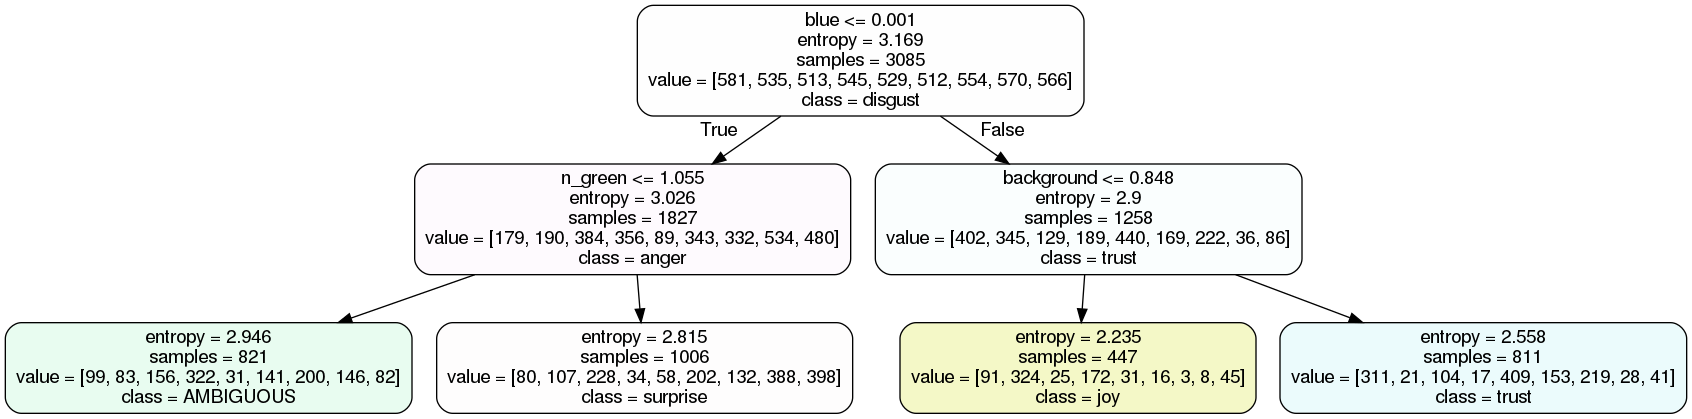 blue <= 0.001
entropy = 3.169
samples = 3085
value = [581, 535, 513, 545, 529, 512, 554, 570, 566]
class = disgust
True
False
n_green <= 1.055
entropy = 3.026
samples = 1827
value = [179, 190, 384, 356, 89, 343, 332, 534, 480]
class = anger
background <= 0.848
entropy = 2.9
samples = 1258
value = [402, 345, 129, 189, 440, 169, 222, 36, 86]
class = trust
entropy = 2.946
samples = 821
value = [99, 83, 156, 322, 31, 141, 200, 146, 82]
class = AMBIGUOUS
entropy = 2.815
samples = 1006
value = [80, 107, 228, 34, 58, 202, 132, 388, 398]
class = surprise
entropy = 2.235
samples = 447
value = [91, 324, 25, 172, 31, 16, 3, 8, 45]
class = joy
entropy = 2.558
samples = 811
value = [311, 21, 104, 17, 409, 153, 219, 28, 41]
class = trust